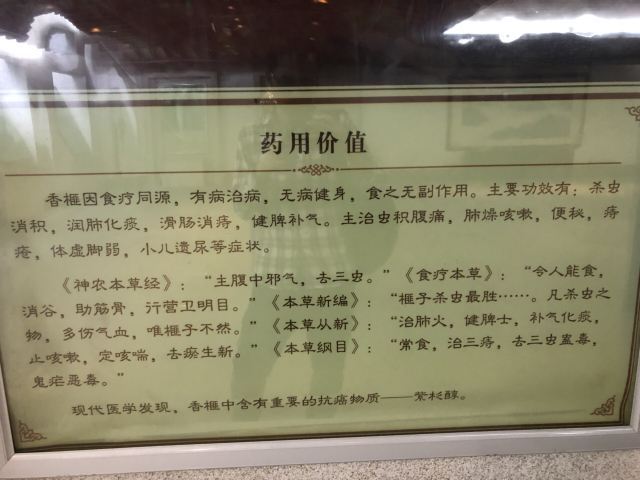 药用价值
香榧因食疗同源，有病治病，无病健身，食之无副作用。主要功效有：杀虫
消积，润肺化痰，滑肠消痔，健脾补气。主治虫积腹痛，肺燥咳嗽，便秘，痔
疮，体虚脚弱，小儿遗尿等症状。
《神农本草经》：“主腹中邪气，去三虫。”《食疗本草》：“令人能食，
消谷，助筋骨，行营卫明目。”《本草新编》：“榧子杀虫最胜……。凡杀虫之
物，多伤气血，唯榧子不然。”《本草从新》：“治肺火，健脾士，补气化痰，
止咳嗽，定咳喘，去瘀生新。”《本草纲目》：“常食，治三痔，去三虫蛊毒，
鬼疟恶毒。”
现代医学发现，香榧中含有重要的抗癌物质——紫杉醇。